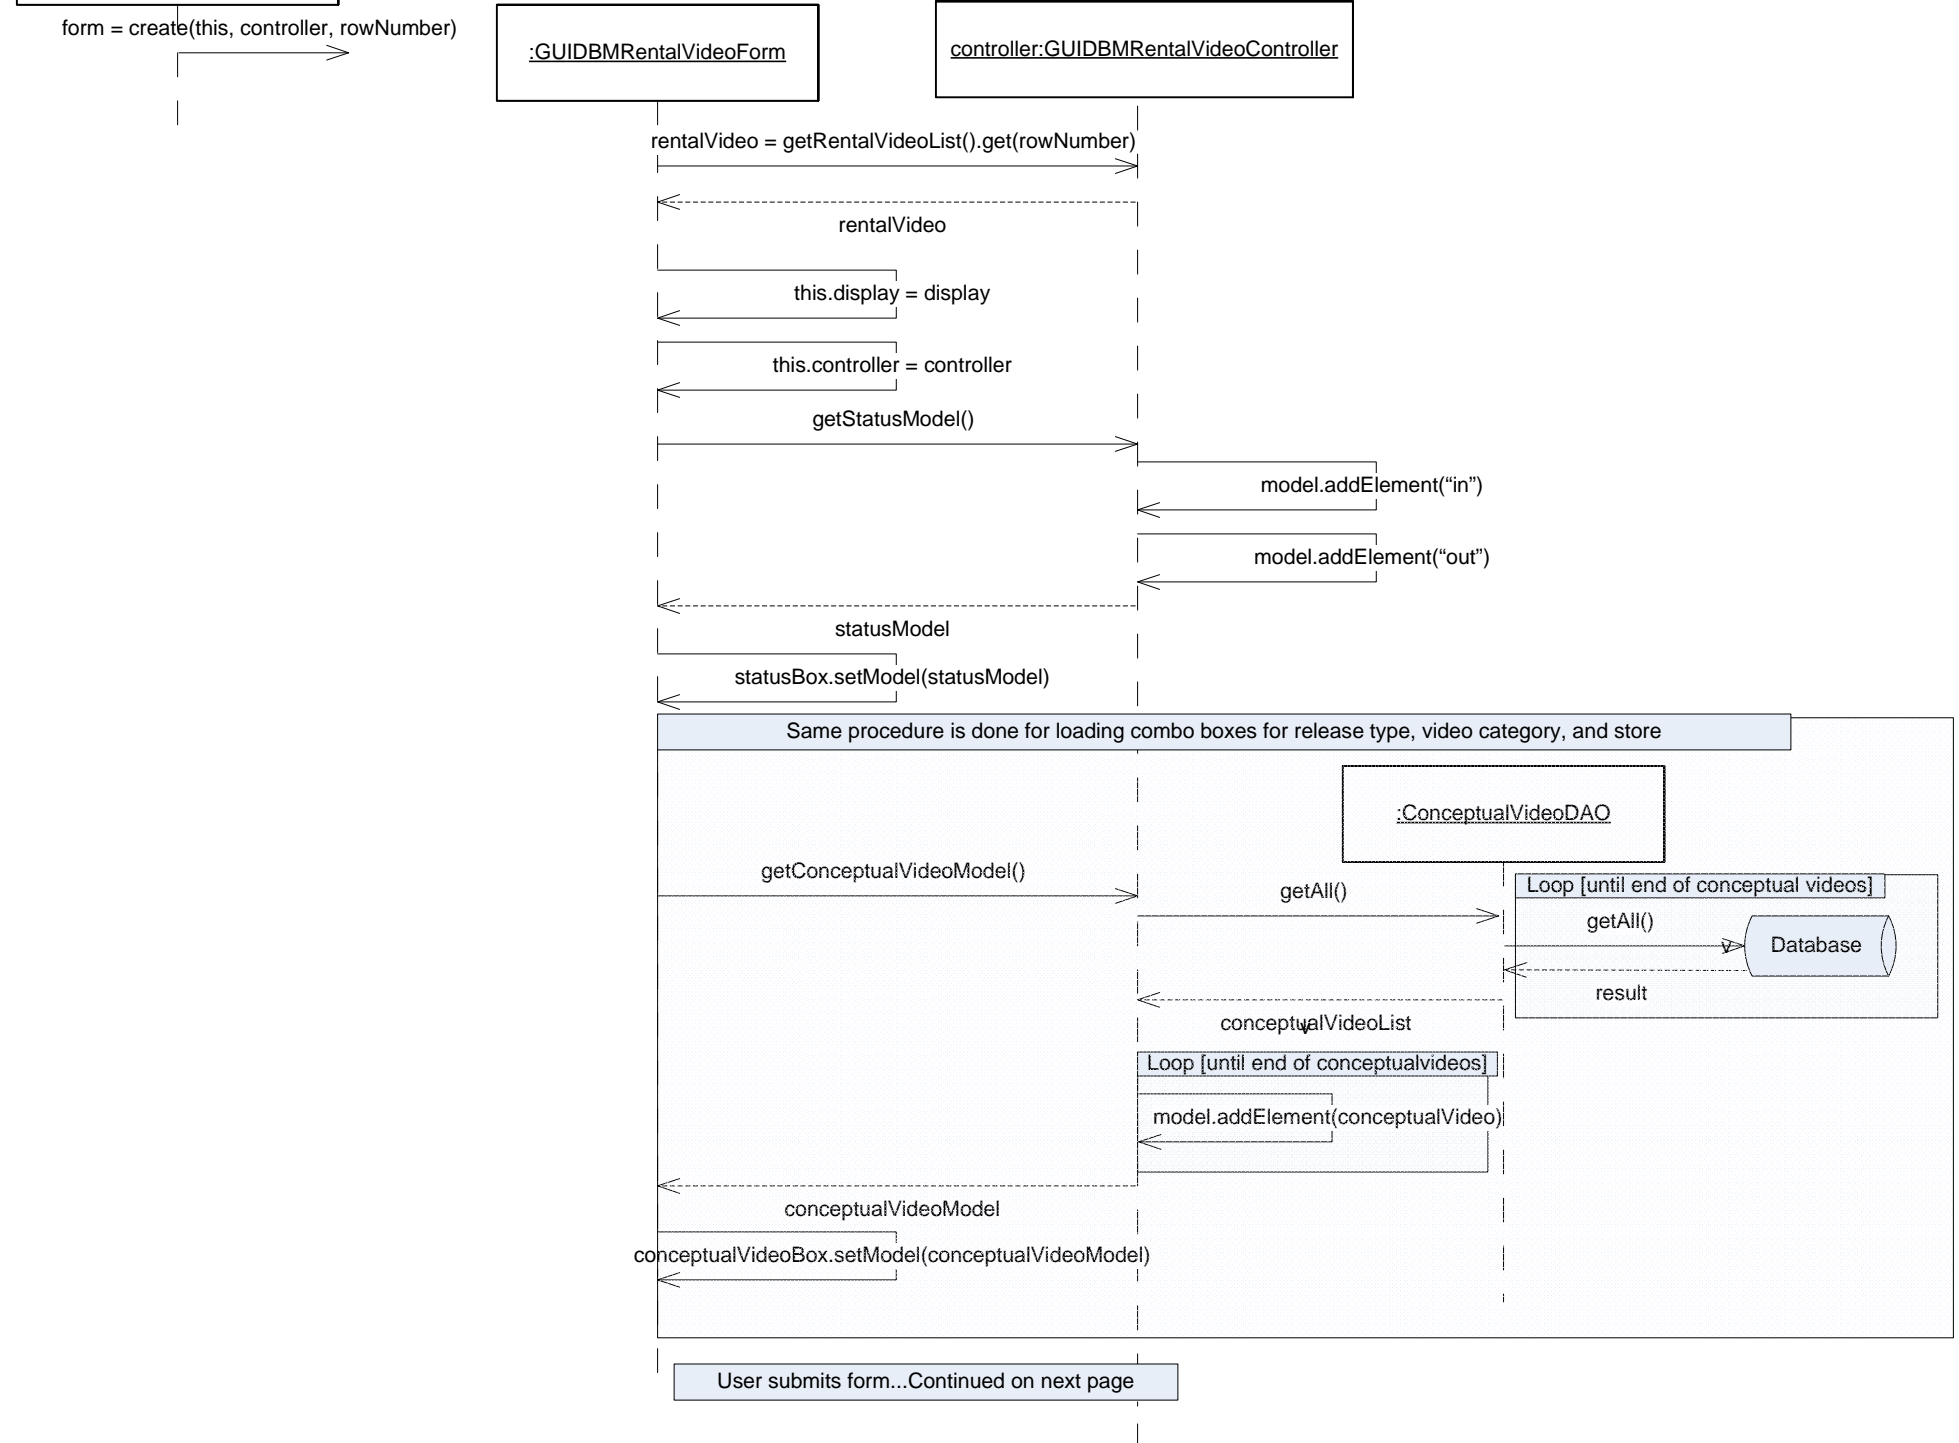 form = create(this, controller, rowNumber)
:GUIDBMRentalVideoForm
controller:GUIDBMRentalVideoController
rentalVideo = getRentalVideoList().get(rowNumber)
rentalVideo
this.display = display
this.controller = controller
getStatusModel()
model.addElement(“in”)
model.addElement(“out”)
statusModel
statusBox.setModel(statusModel)
Same procedure is done for loading combo boxes for release type, video category, and store
:ConceptualVideoDAO
getConceptualVideoModel()
getAll()
Loop [until end of conceptual videos]
getAll()
v
Database
result
conceptualVideoList
v
Loop [until end of conceptualvideos]
model.addElement(conceptualVideo)
conceptualVideoModel
conceptualVideoBox.setModel(conceptualVideoModel)
User submits form...Continued on next page